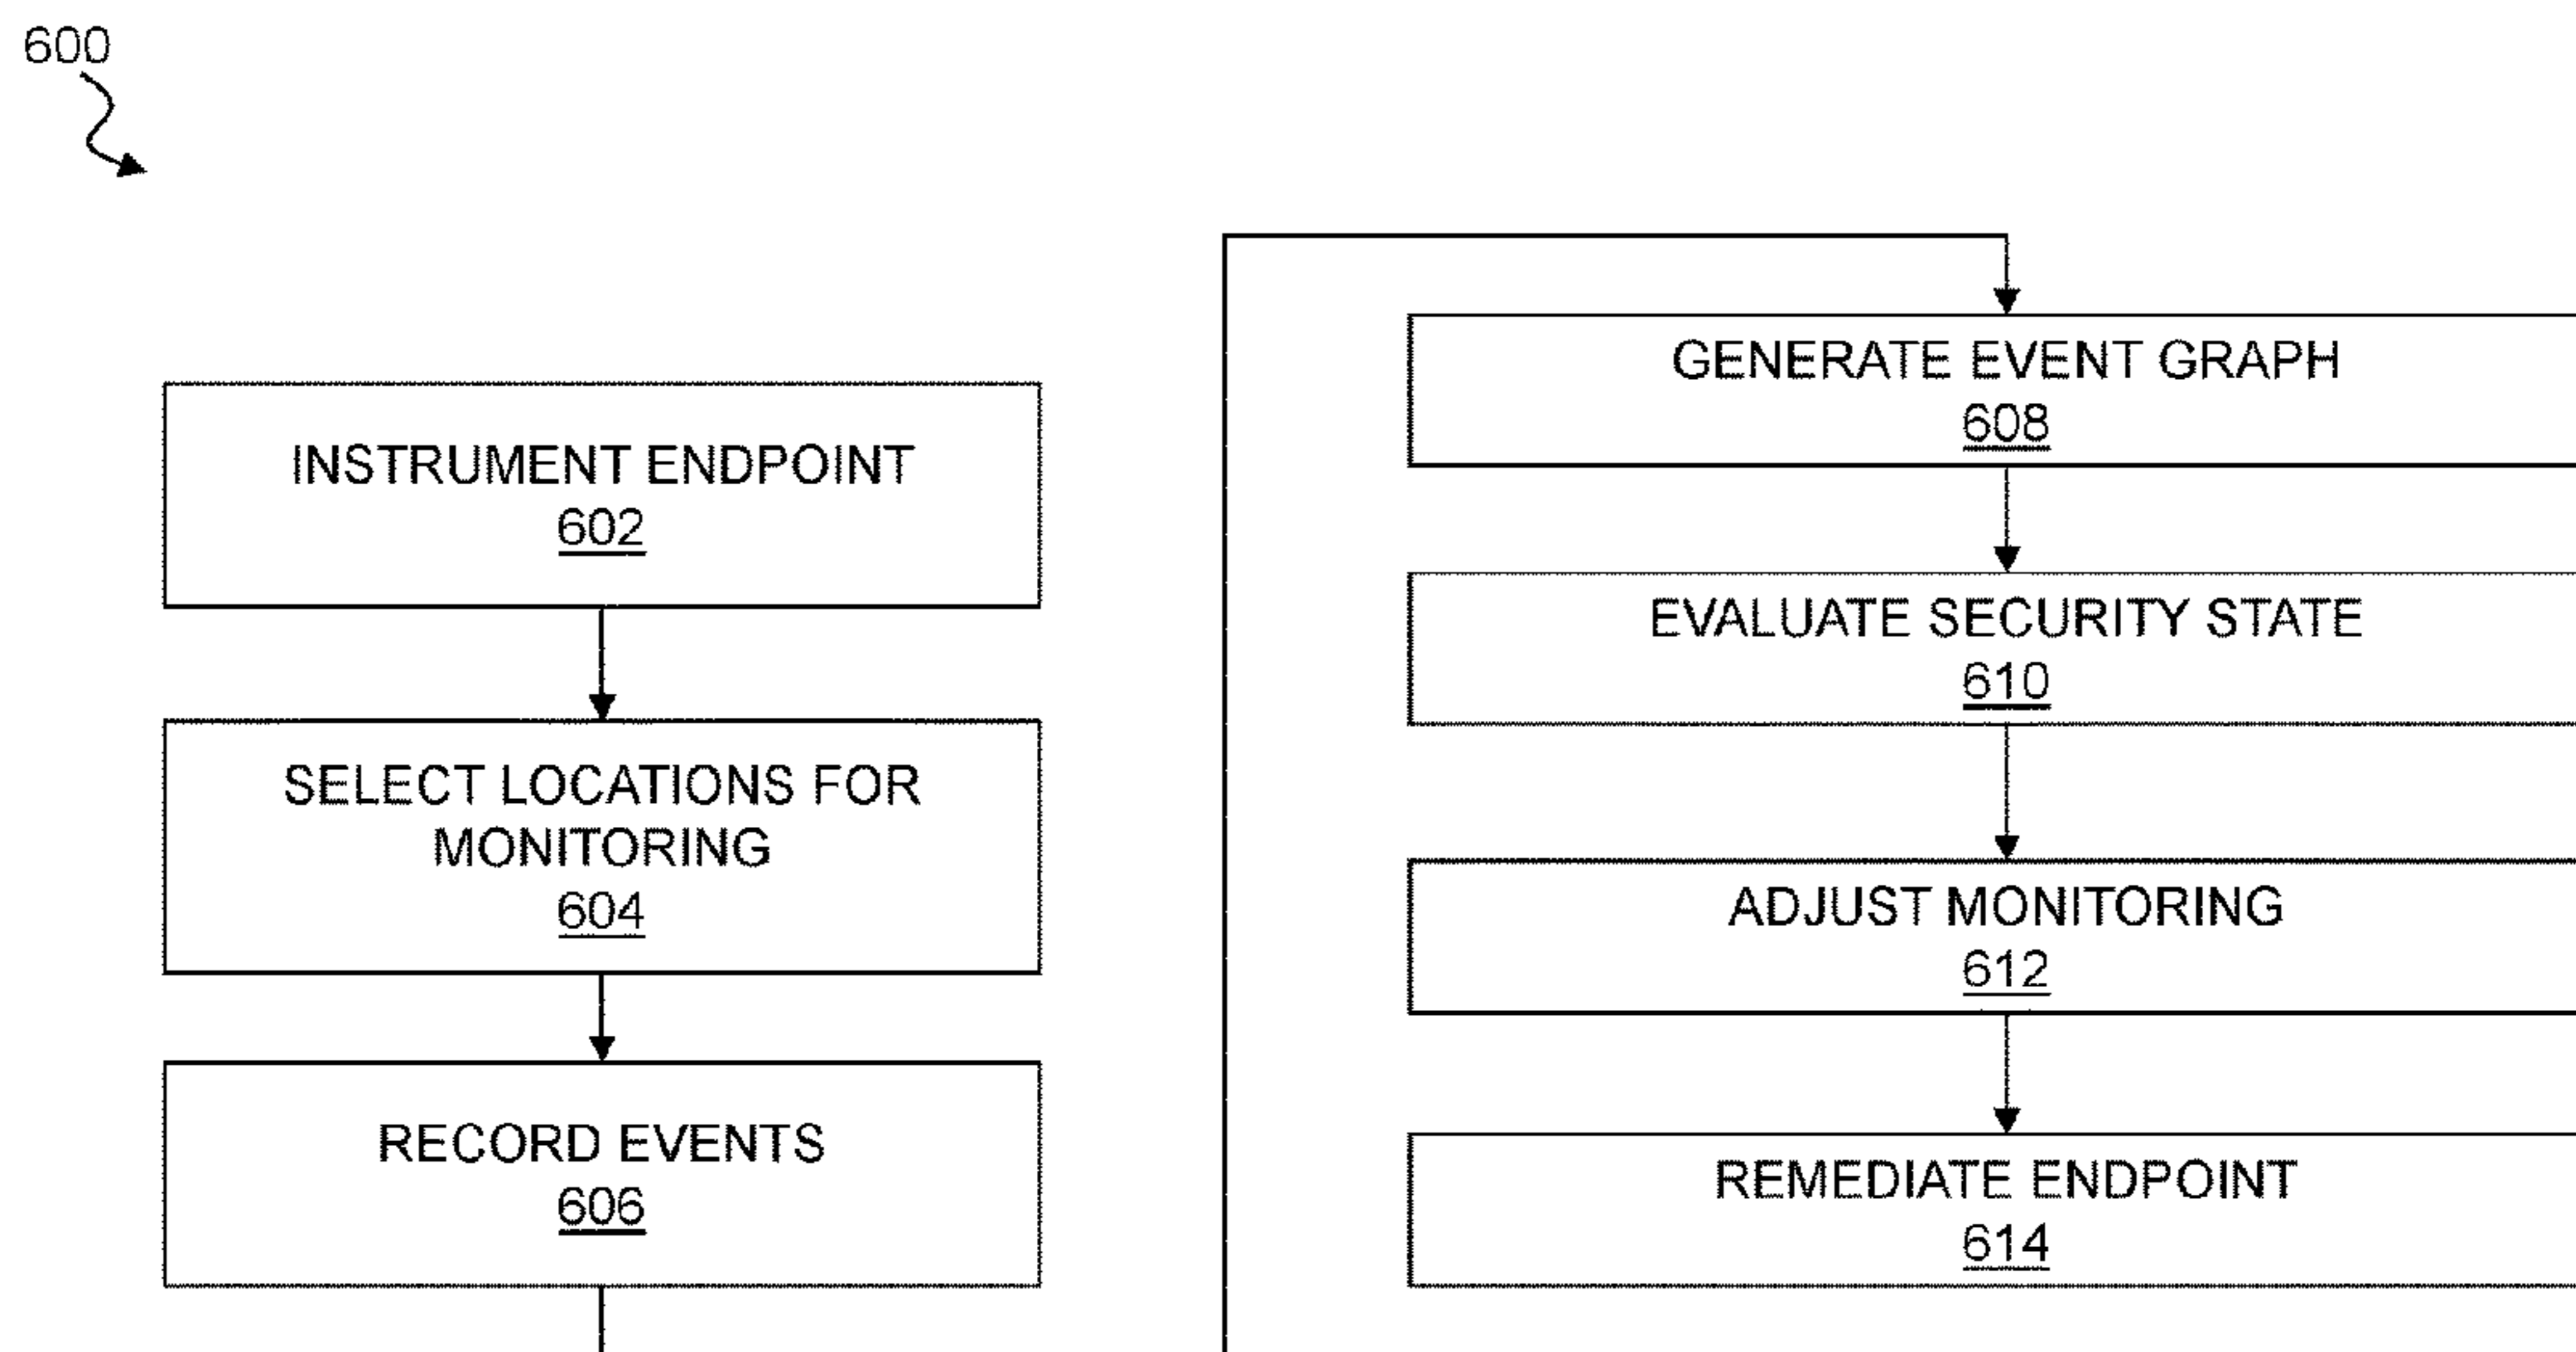 600
INSTRUMENT ENDPOINT
602
SELECT LOCATIONS FOR
MONITORING
604
RECORD EVENTS
606
GENERATE EVENT GRAPH
608
EVALUATE SECURITY STATE
610
ADJUST MONITORING
612
REMEDIATE ENDPOINT
614